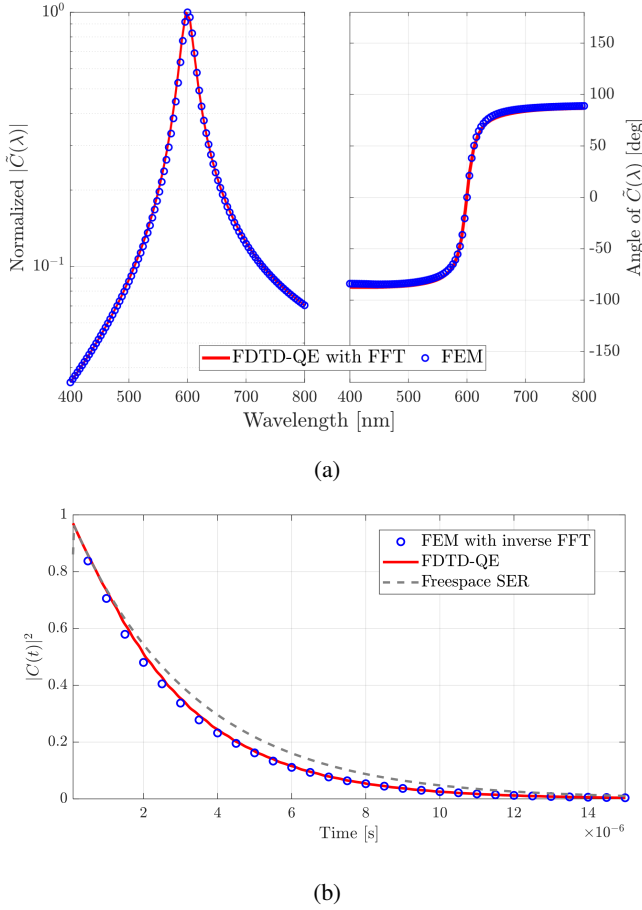 Normalized |C̃(λ)|
10⁰
10⁻¹
400 500 600 700 800
400 500 600 700 800
150
100
50
0
-50
-100
-150
Angle of C̃(λ) [deg]
FDTD-QE with FFT FEM
Wavelength [nm]
(a)
|C(t)|²
1
0.8
0.6
0.4
0.2
0
FEM with inverse FFT
FDTD-QE
Freespace SER
2 4 6 8 10 12 14
Time [s]
×10⁻⁶
(b)